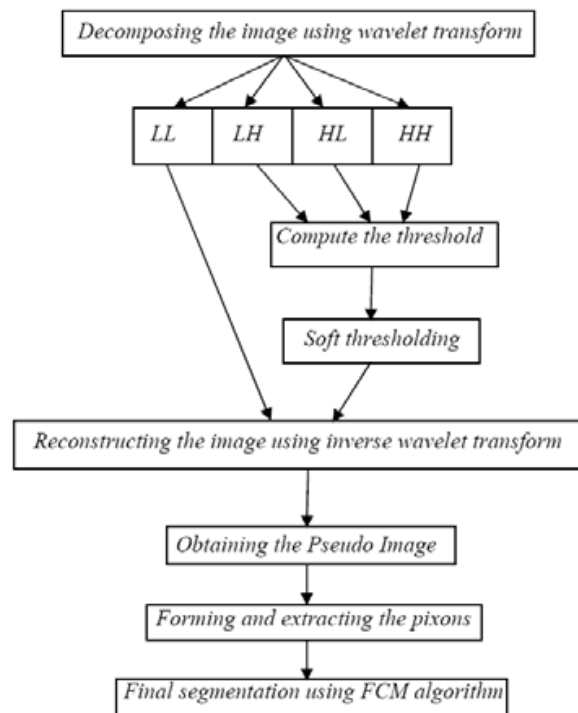 Decomposing the image using wavelet transform
LL LH HL HH
Compute the threshold
Soft thresholding
Reconstructing the image using inverse wavelet transform
Obtaining the Pseudo Image
Forming and extracting the pixons
Final segmentation using FCM algorithm